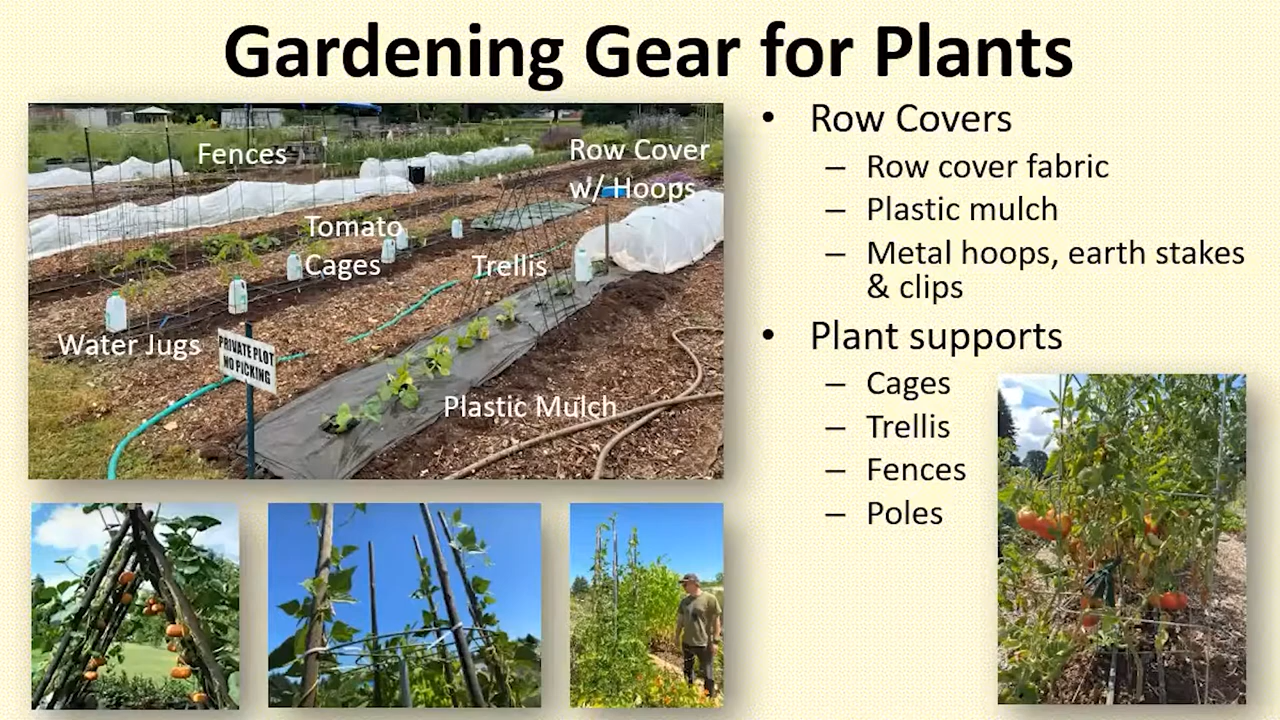 Gardening Gear for Plants
Fences
Row Cover
w/ Hoops
Tomato
Cages
Trellis
Water Jugs
PRIVATE PLOT
NO PICKING
Plastic Mulch
• Row Covers
– Row cover fabric
– Plastic mulch
– Metal hoops, earth stakes
& clips
• Plant supports
– Cages
– Trellis
– Fences
– Poles